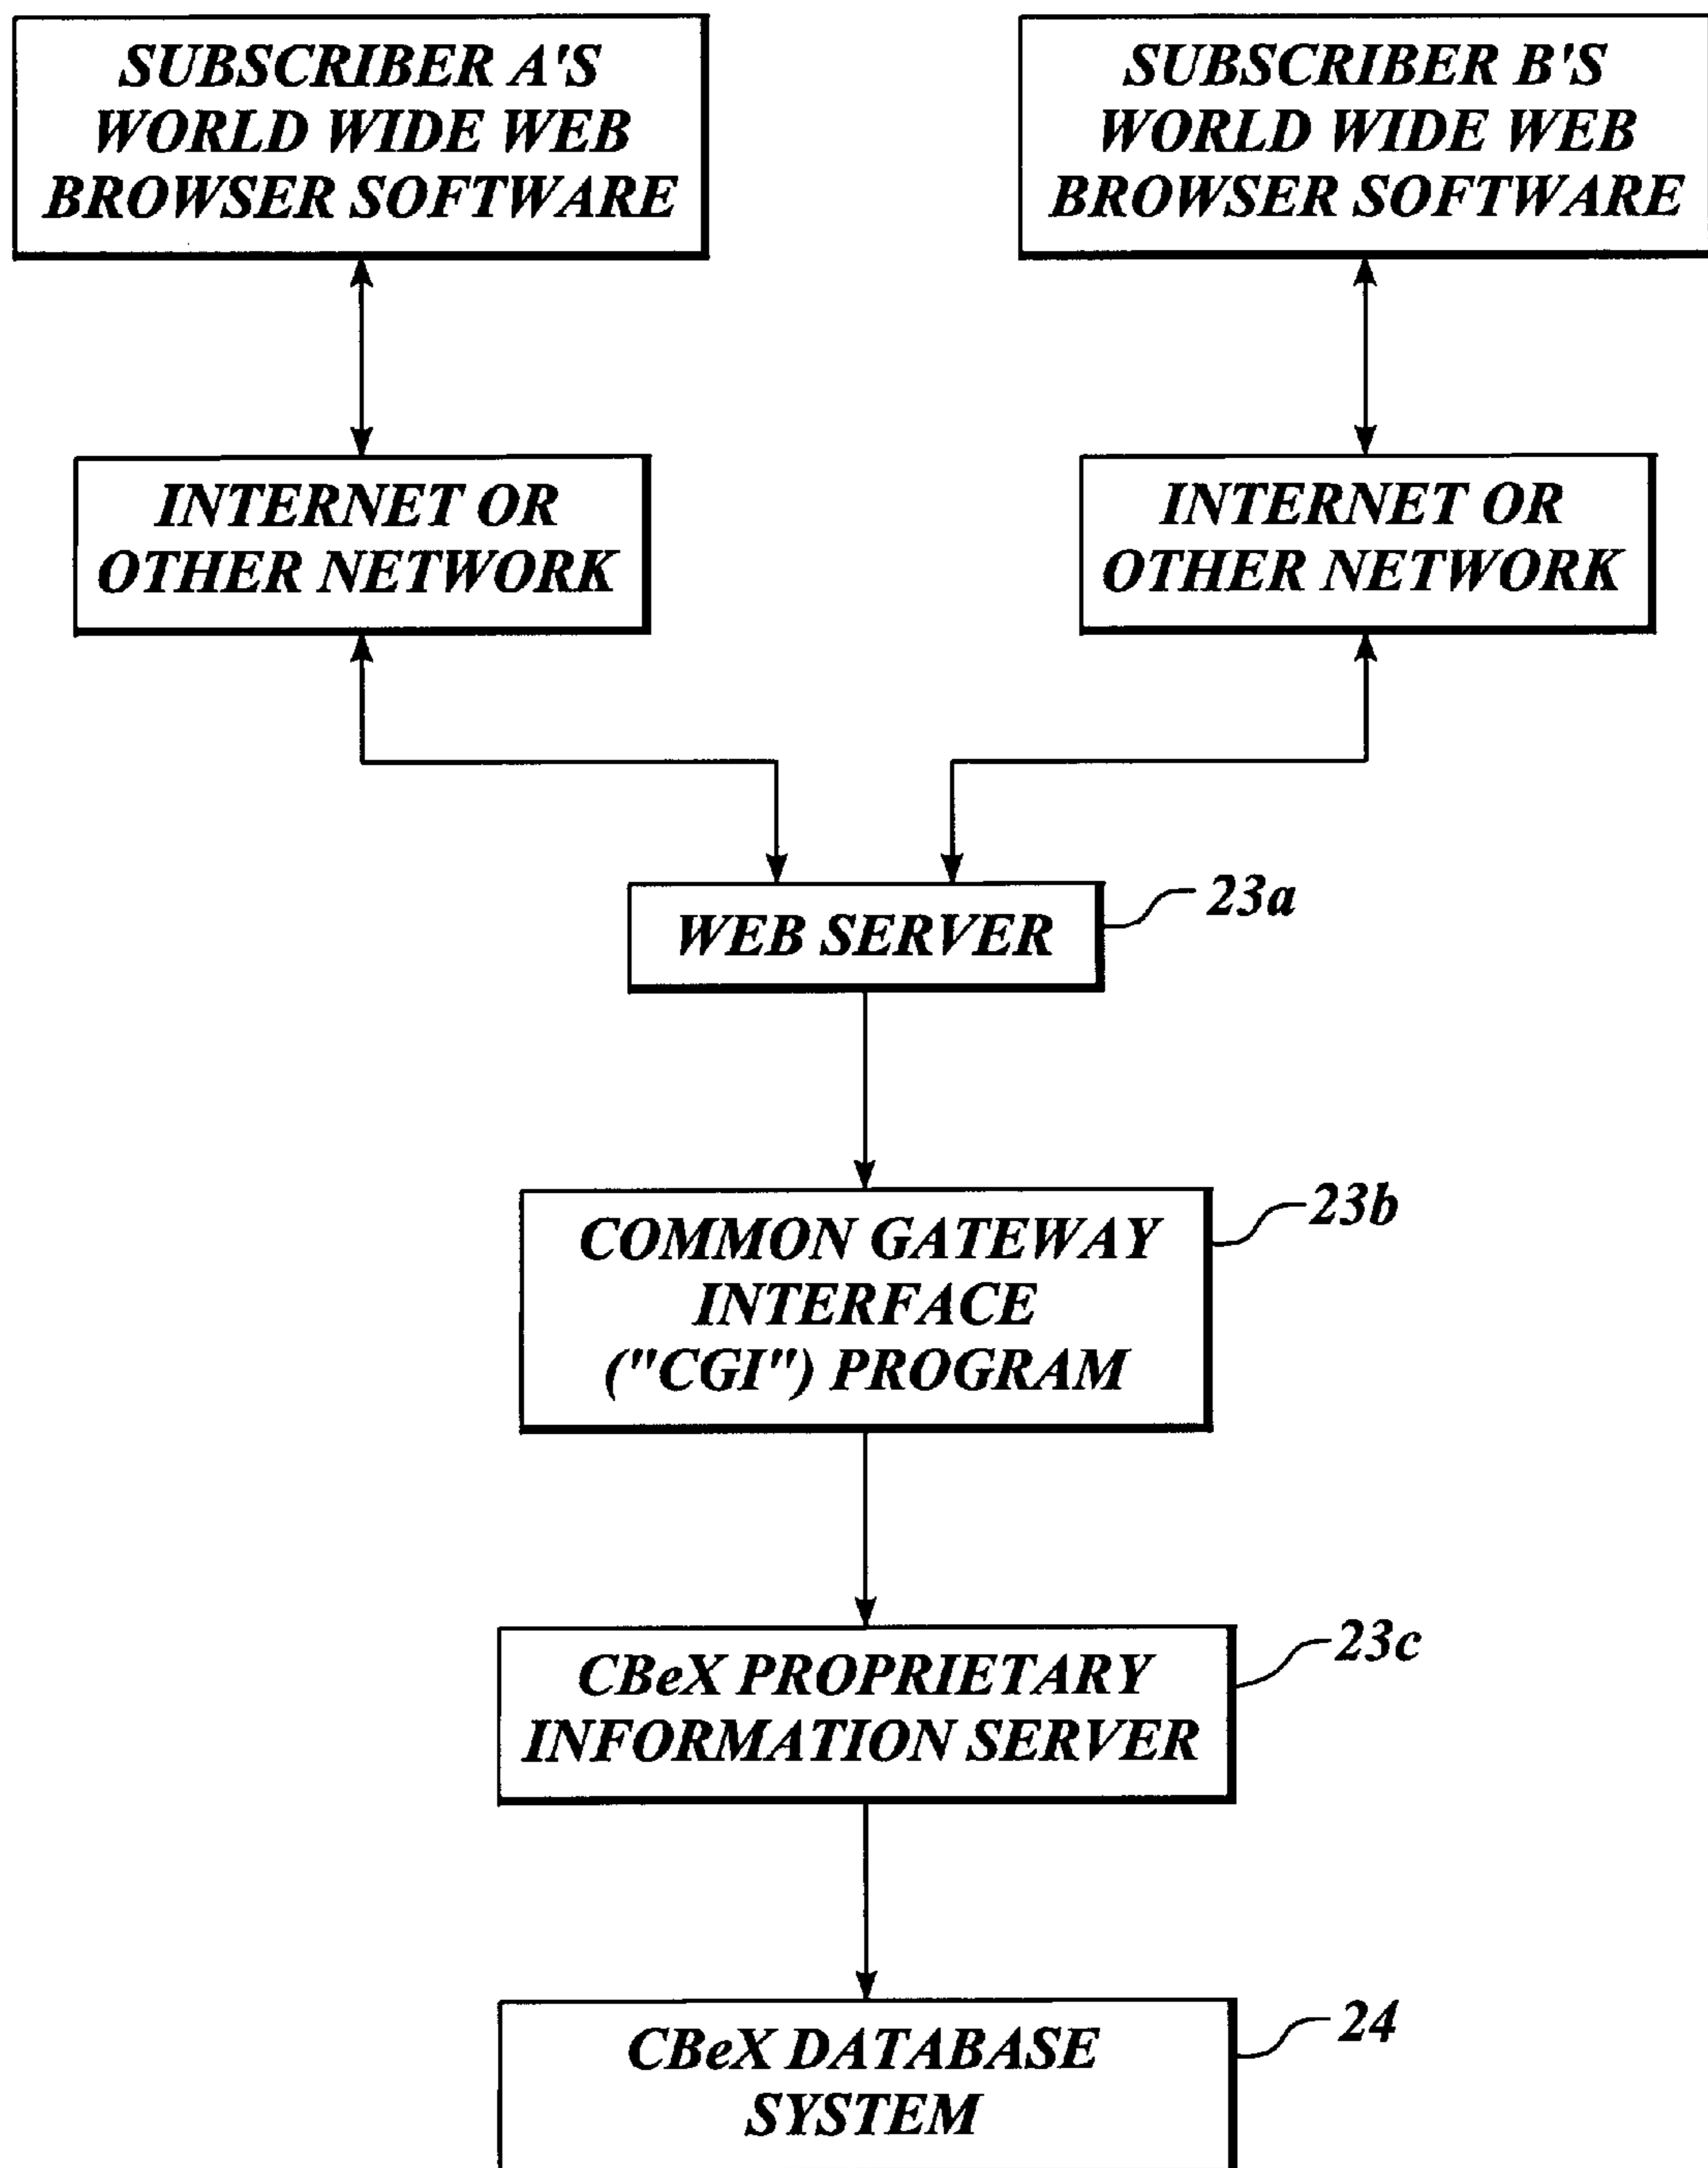 SUBSCRIBER A'S
WORLD WIDE WEB
BROWSER SOFTWARE
SUBSCRIBER B'S
WORLD WIDE WEB
BROWSER SOFTWARE
INTERNET OR
OTHER NETWORK
INTERNET OR
OTHER NETWORK
WEB SERVER
23a
COMMON GATEWAY
INTERFACE
("CGI") PROGRAM
23b
CBeX PROPRIETARY
INFORMATION SERVER
23c
CBeX DATABASE
SYSTEM
24